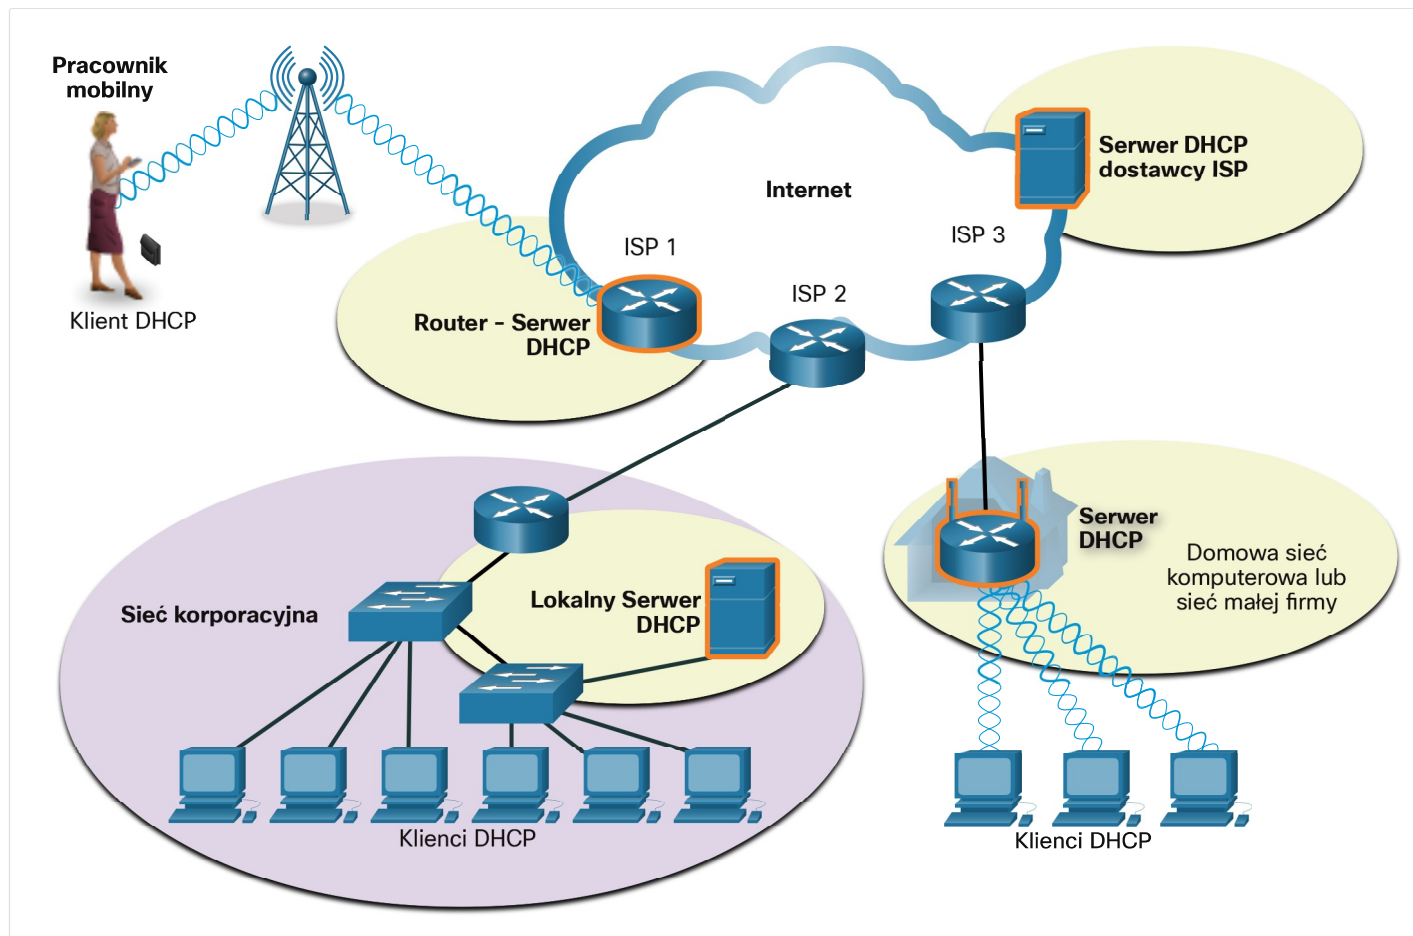 Pracownik
mobilny
Klient DHCP
Internet
Serwer DHCP
dostawcy ISP
ISP 1
ISP 2
ISP 3
Router – Serwer
DHCP
Sieć korporacyjna
Lokalny Serwer
DHCP
Klienci DHCP
Serwer
DHCP
Domowa sieć
komputerowa lub
sieć małej firmy
Klienci DHCP